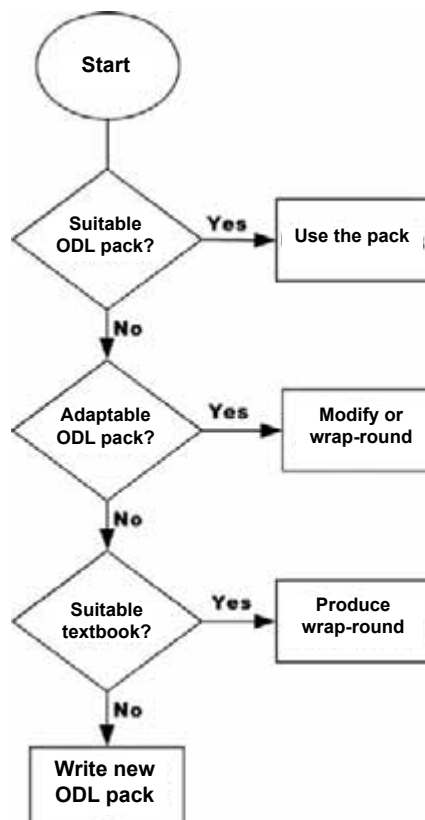 Start
Suitable
ODL pack?
Yes
Use the pack
No
Adaptable
ODL pack?
Yes
Modify or
wrap-round
No
Suitable
textbook?
Yes
Produce
wrap-round
No
Write new
ODL pack